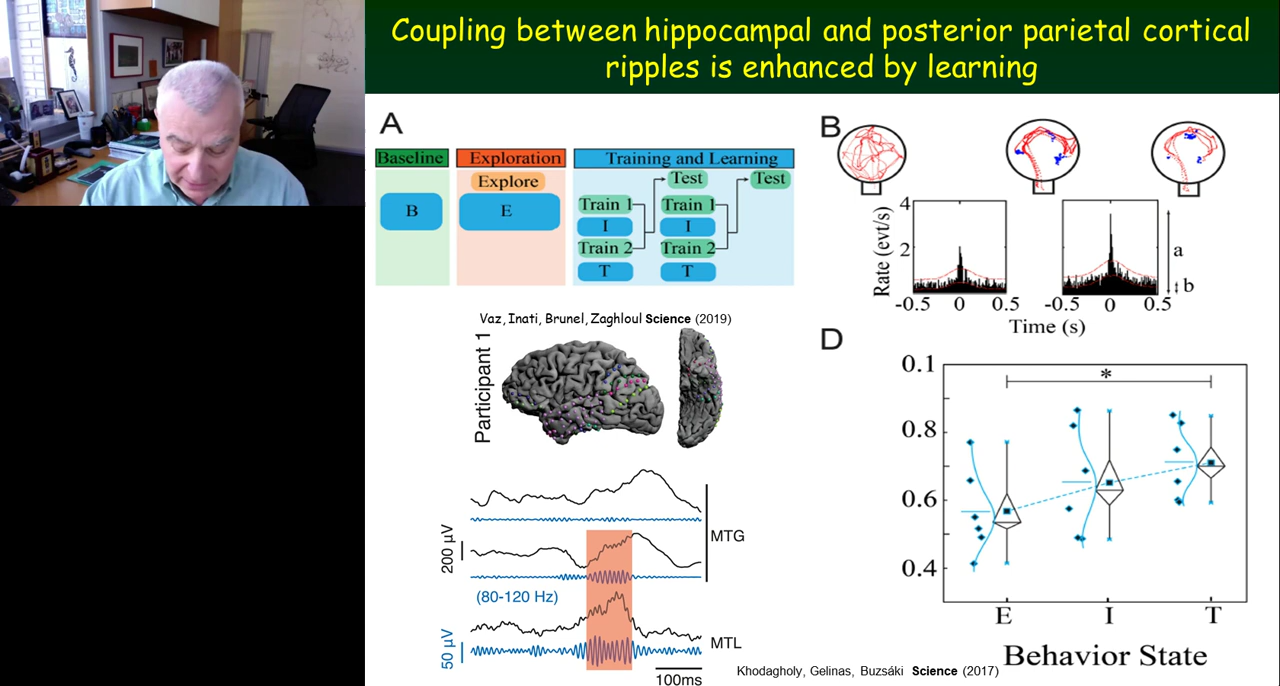 Coupling between hippocampal and posterior parietal cortical
ripples is enhanced by learning
A
Baseline
Exploration
Training and Learning
Explore
Test
Test
B
E
Train 1
Train 1
I
I
Train 2
Train 2
T
T
Vaz, Inati, Brunel, Zaghloul Science (2019)
Participant 1
200 µV
MTG
(80-120 Hz)
50 µV
MTL
100ms
B
Rate (evt/s)
4
2
a
b
-0.5 0 0.5 -0.5 0 0.5
Time (s)
D
*
0.1
0.8
0.6
0.4
E I T
Behavior State
Khodagholy, Gelinas, Buzsáki Science (2017)